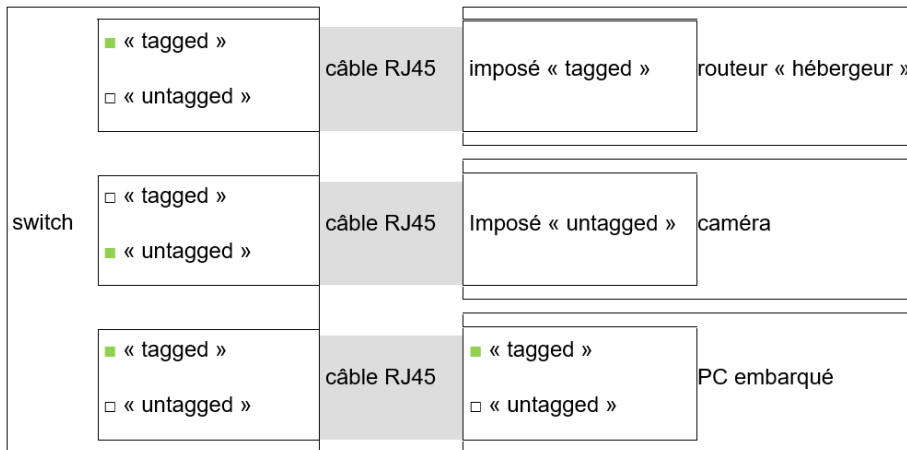 ■ « tagged »
□ « untagged »
câble RJ45
imposé « tagged »
routeur « hébergeur »
switch
□ « tagged »
■ « untagged »
câble RJ45
Imposé « untagged »
caméra
■ « tagged »
□ « untagged »
câble RJ45
■ « tagged »
□ « untagged »
PC embarqué